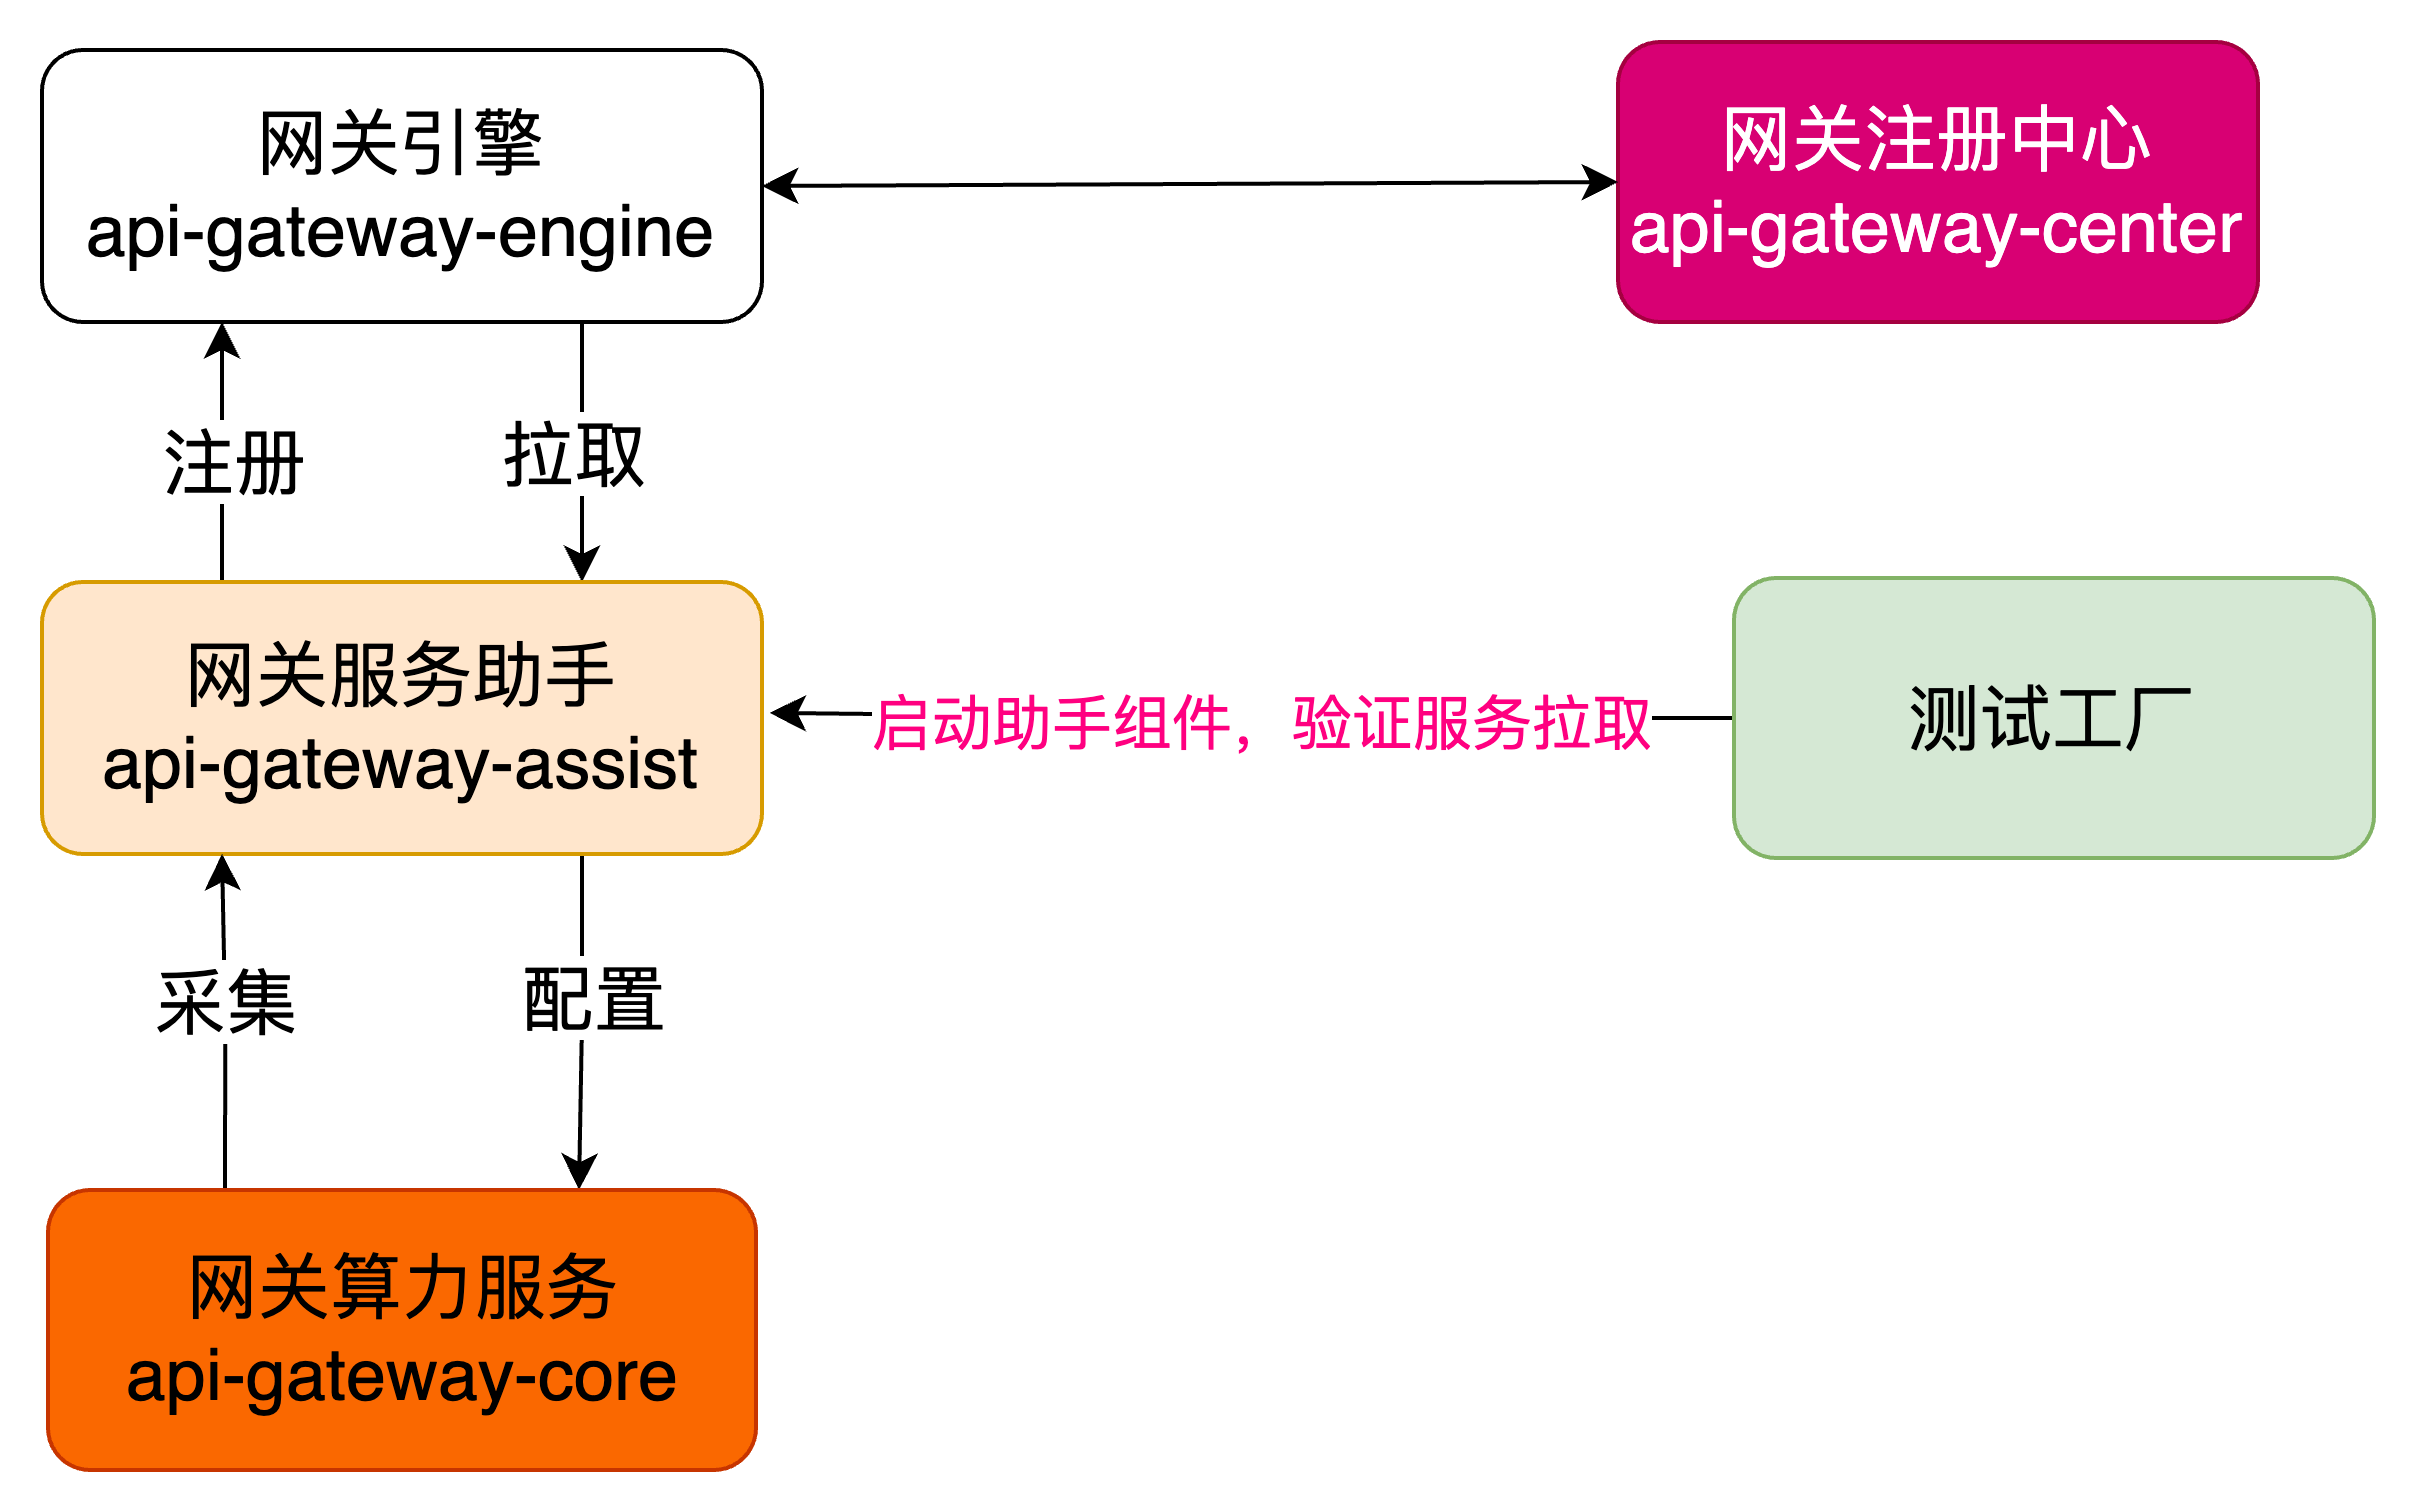 网关引擎
api-gateway-engine
网关注册中心
api-gateway-center
注册
拉取
网关服务助手
api-gateway-assist
启动助手组件，验证服务拉取
测试工厂
采集
配置
网关算力服务
api-gateway-core